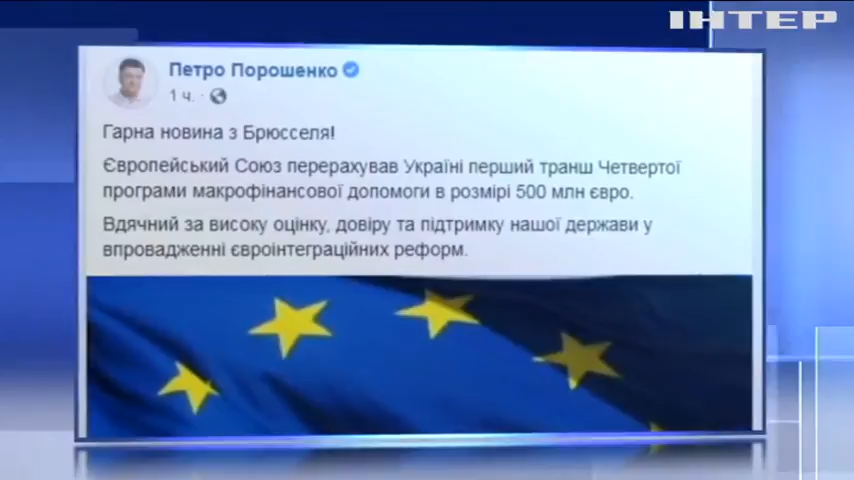 ІНТЕР
Петро Порошенко
1 ч. ·
Гарна новина з Брюсселя!
Європейський Союз перерахував Україні перший транш Четвертої
програми макрофінансової допомоги в розмірі 500 млн євро.
Вдячний за високу оцінку, довіру та підтримку нашої держави у
впровадженні євроінтеграційних реформ.